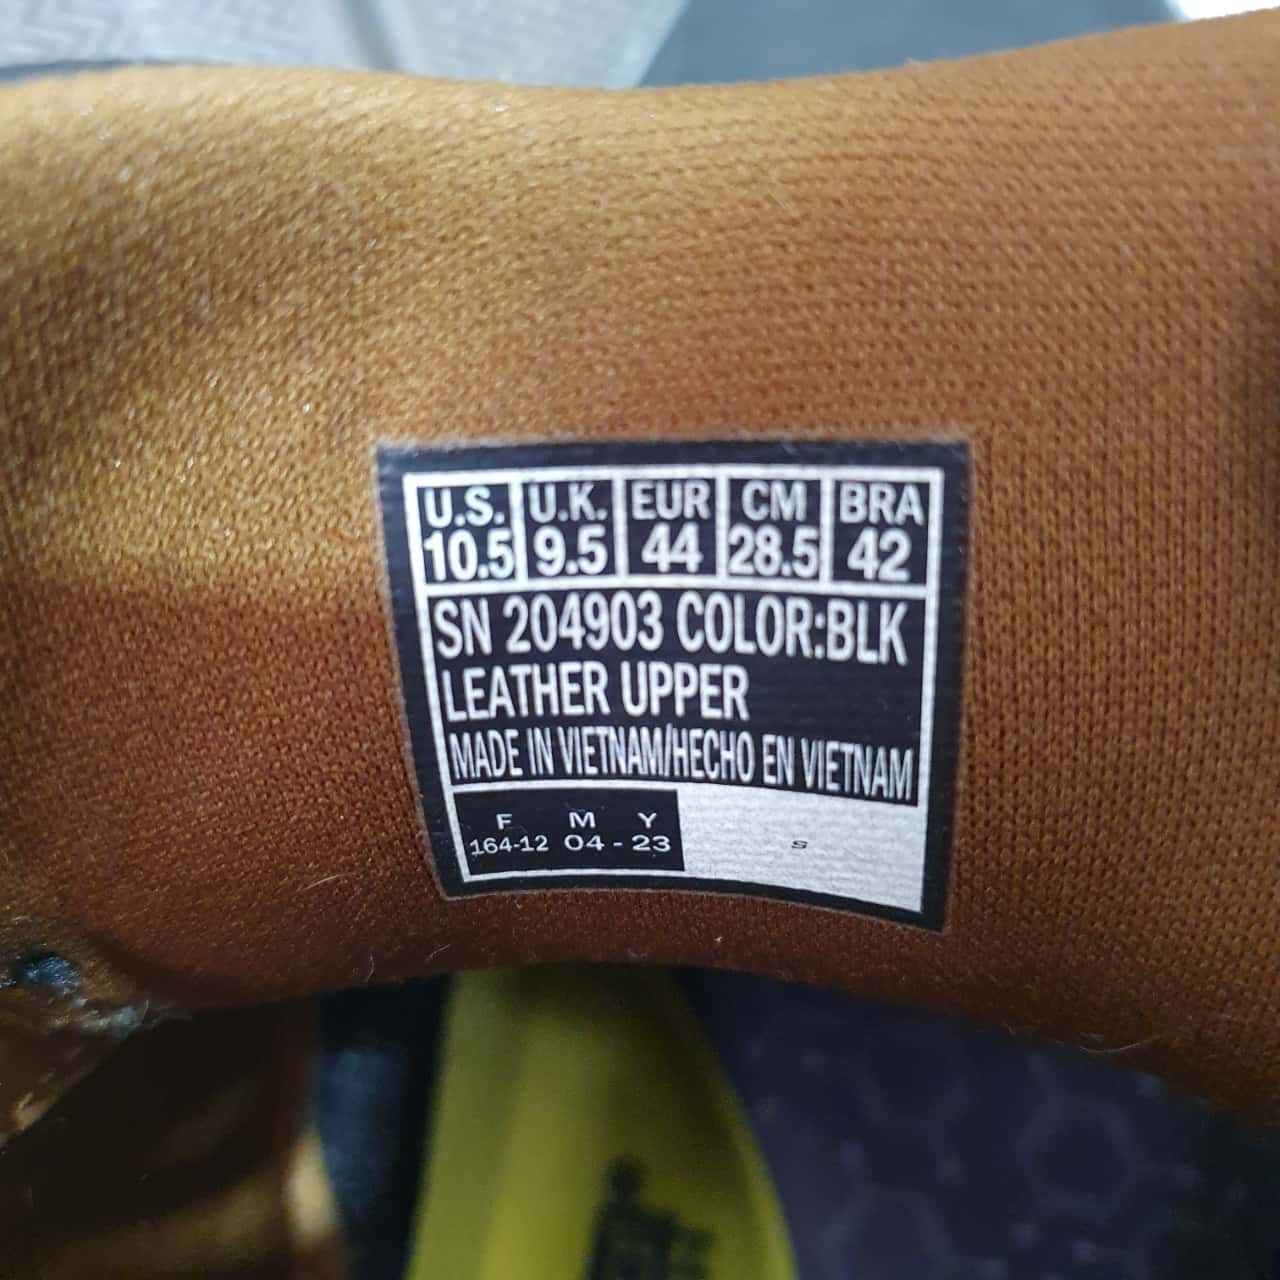 U.S. U.K. EUR CM BRA
10.5 9.5 44 28.5 42
SN 204903 COLOR:BLK
LEATHER UPPER
MADE IN VIETNAM/HECHO EN VIETNAM
F M Y
164-12 04 - 23
S